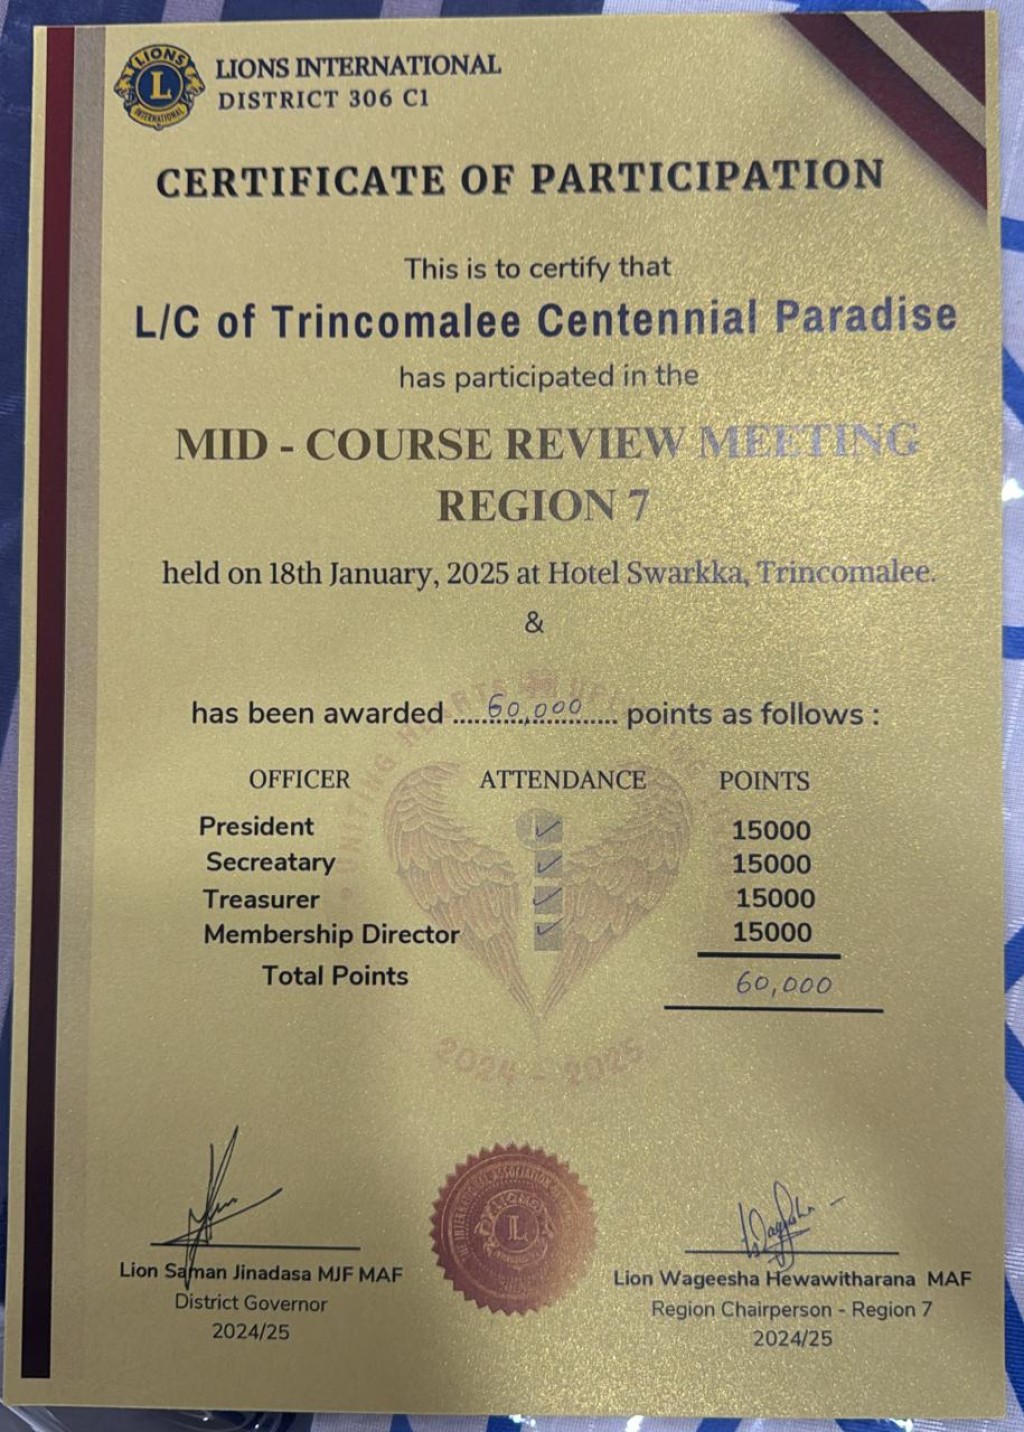 LIONS INTERNATIONAL
DISTRICT 306 C1
LIONS
L
INTERNATIONAL
CERTIFICATE OF PARTICIPATION
This is to certify that
L/C of Trincomalee Centennial Paradise
has participated in the
MID - COURSE REVIEW MEETING
REGION 7
held on 18th January, 2025 at Hotel Swarkka, Trincomalee.
&
has been awarded ......60,000...... points as follows :
OFFICER ATTENDANCE POINTS
President ✓ 15000
Secreatary ✓ 15000
Treasurer ✓ 15000
Membership Director ✓ 15000
Total Points 60,000
2024 - 2025
L
Lion Saman Jinadasa MJF MAF
District Governor
2024/25
Lion Wageesha Hewawitharana MAF
Region Chairperson - Region 7
2024/25